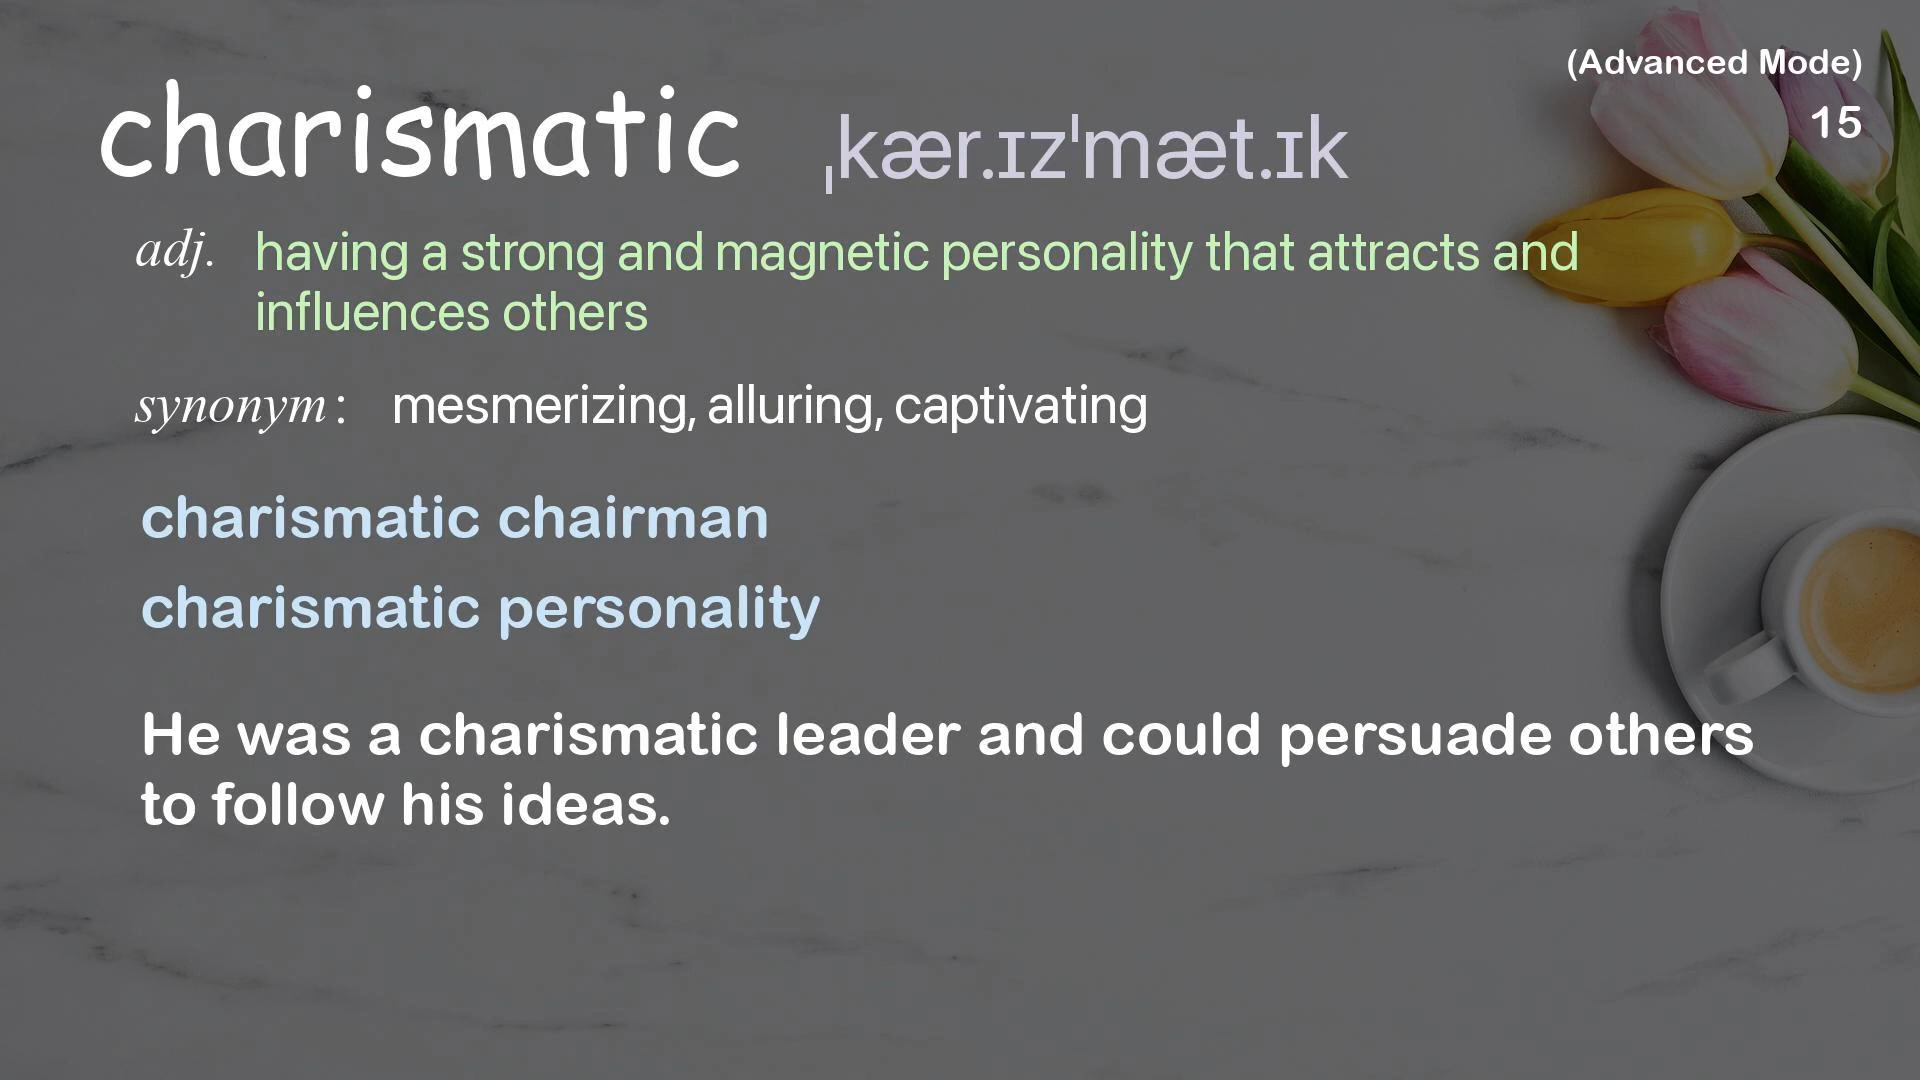 (Advanced Mode)
charismatic ˌkær.ɪzˈmæt.ɪk
15
adj. having a strong and magnetic personality that attracts and
influences others
synonym: mesmerizing, alluring, captivating
charismatic chairman
charismatic personality
He was a charismatic leader and could persuade others
to follow his ideas.